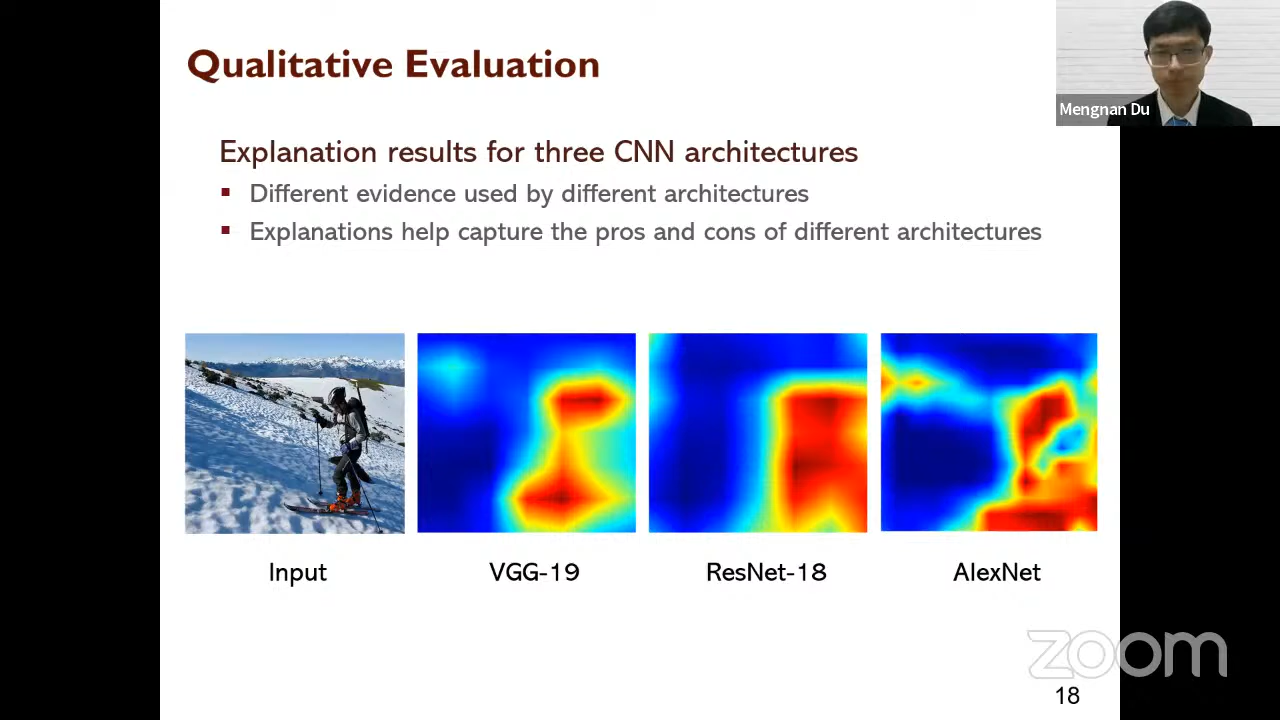 Qualitative Evaluation
Mengnan Du
Explanation results for three CNN architectures
Different evidence used by different architectures
Explanations help capture the pros and cons of different architectures
Input
VGG-19
ResNet-18
AlexNet
zoom
18